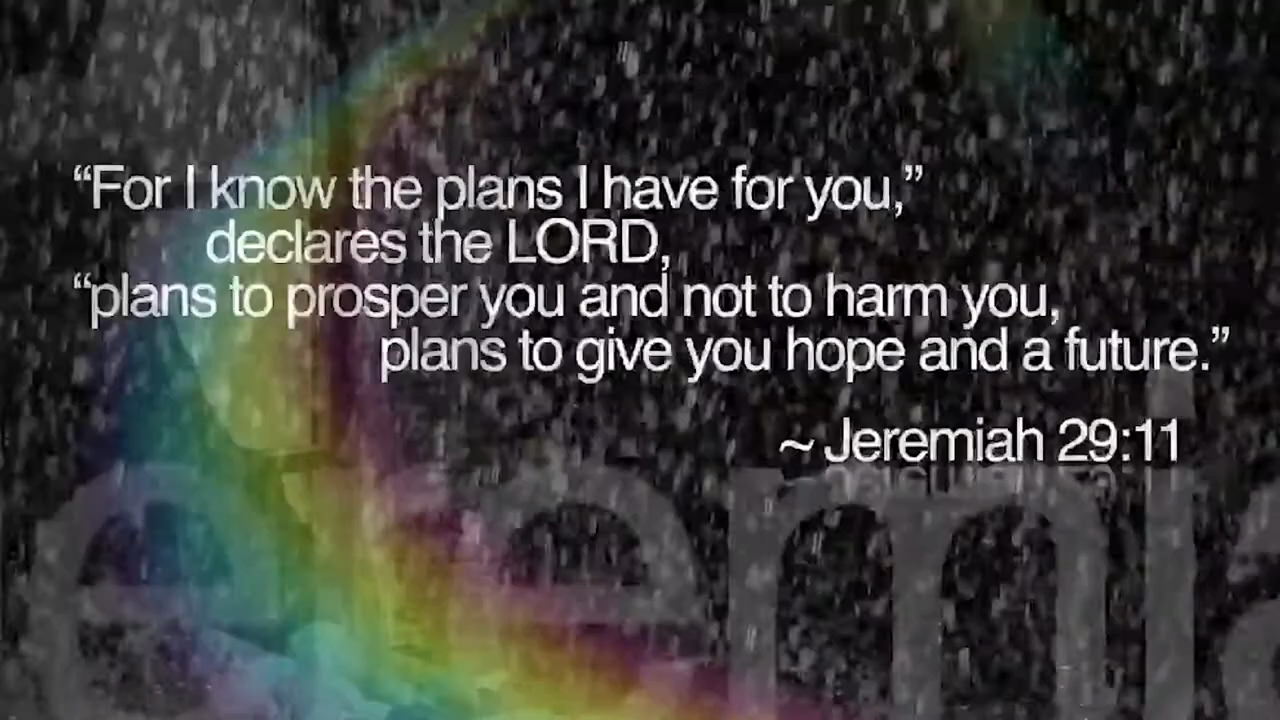 “For I know the plans I have for you,”
declares the LORD,
“plans to prosper you and not to harm you,
plans to give you hope and a future.”
~ Jeremiah 29:11
eremia